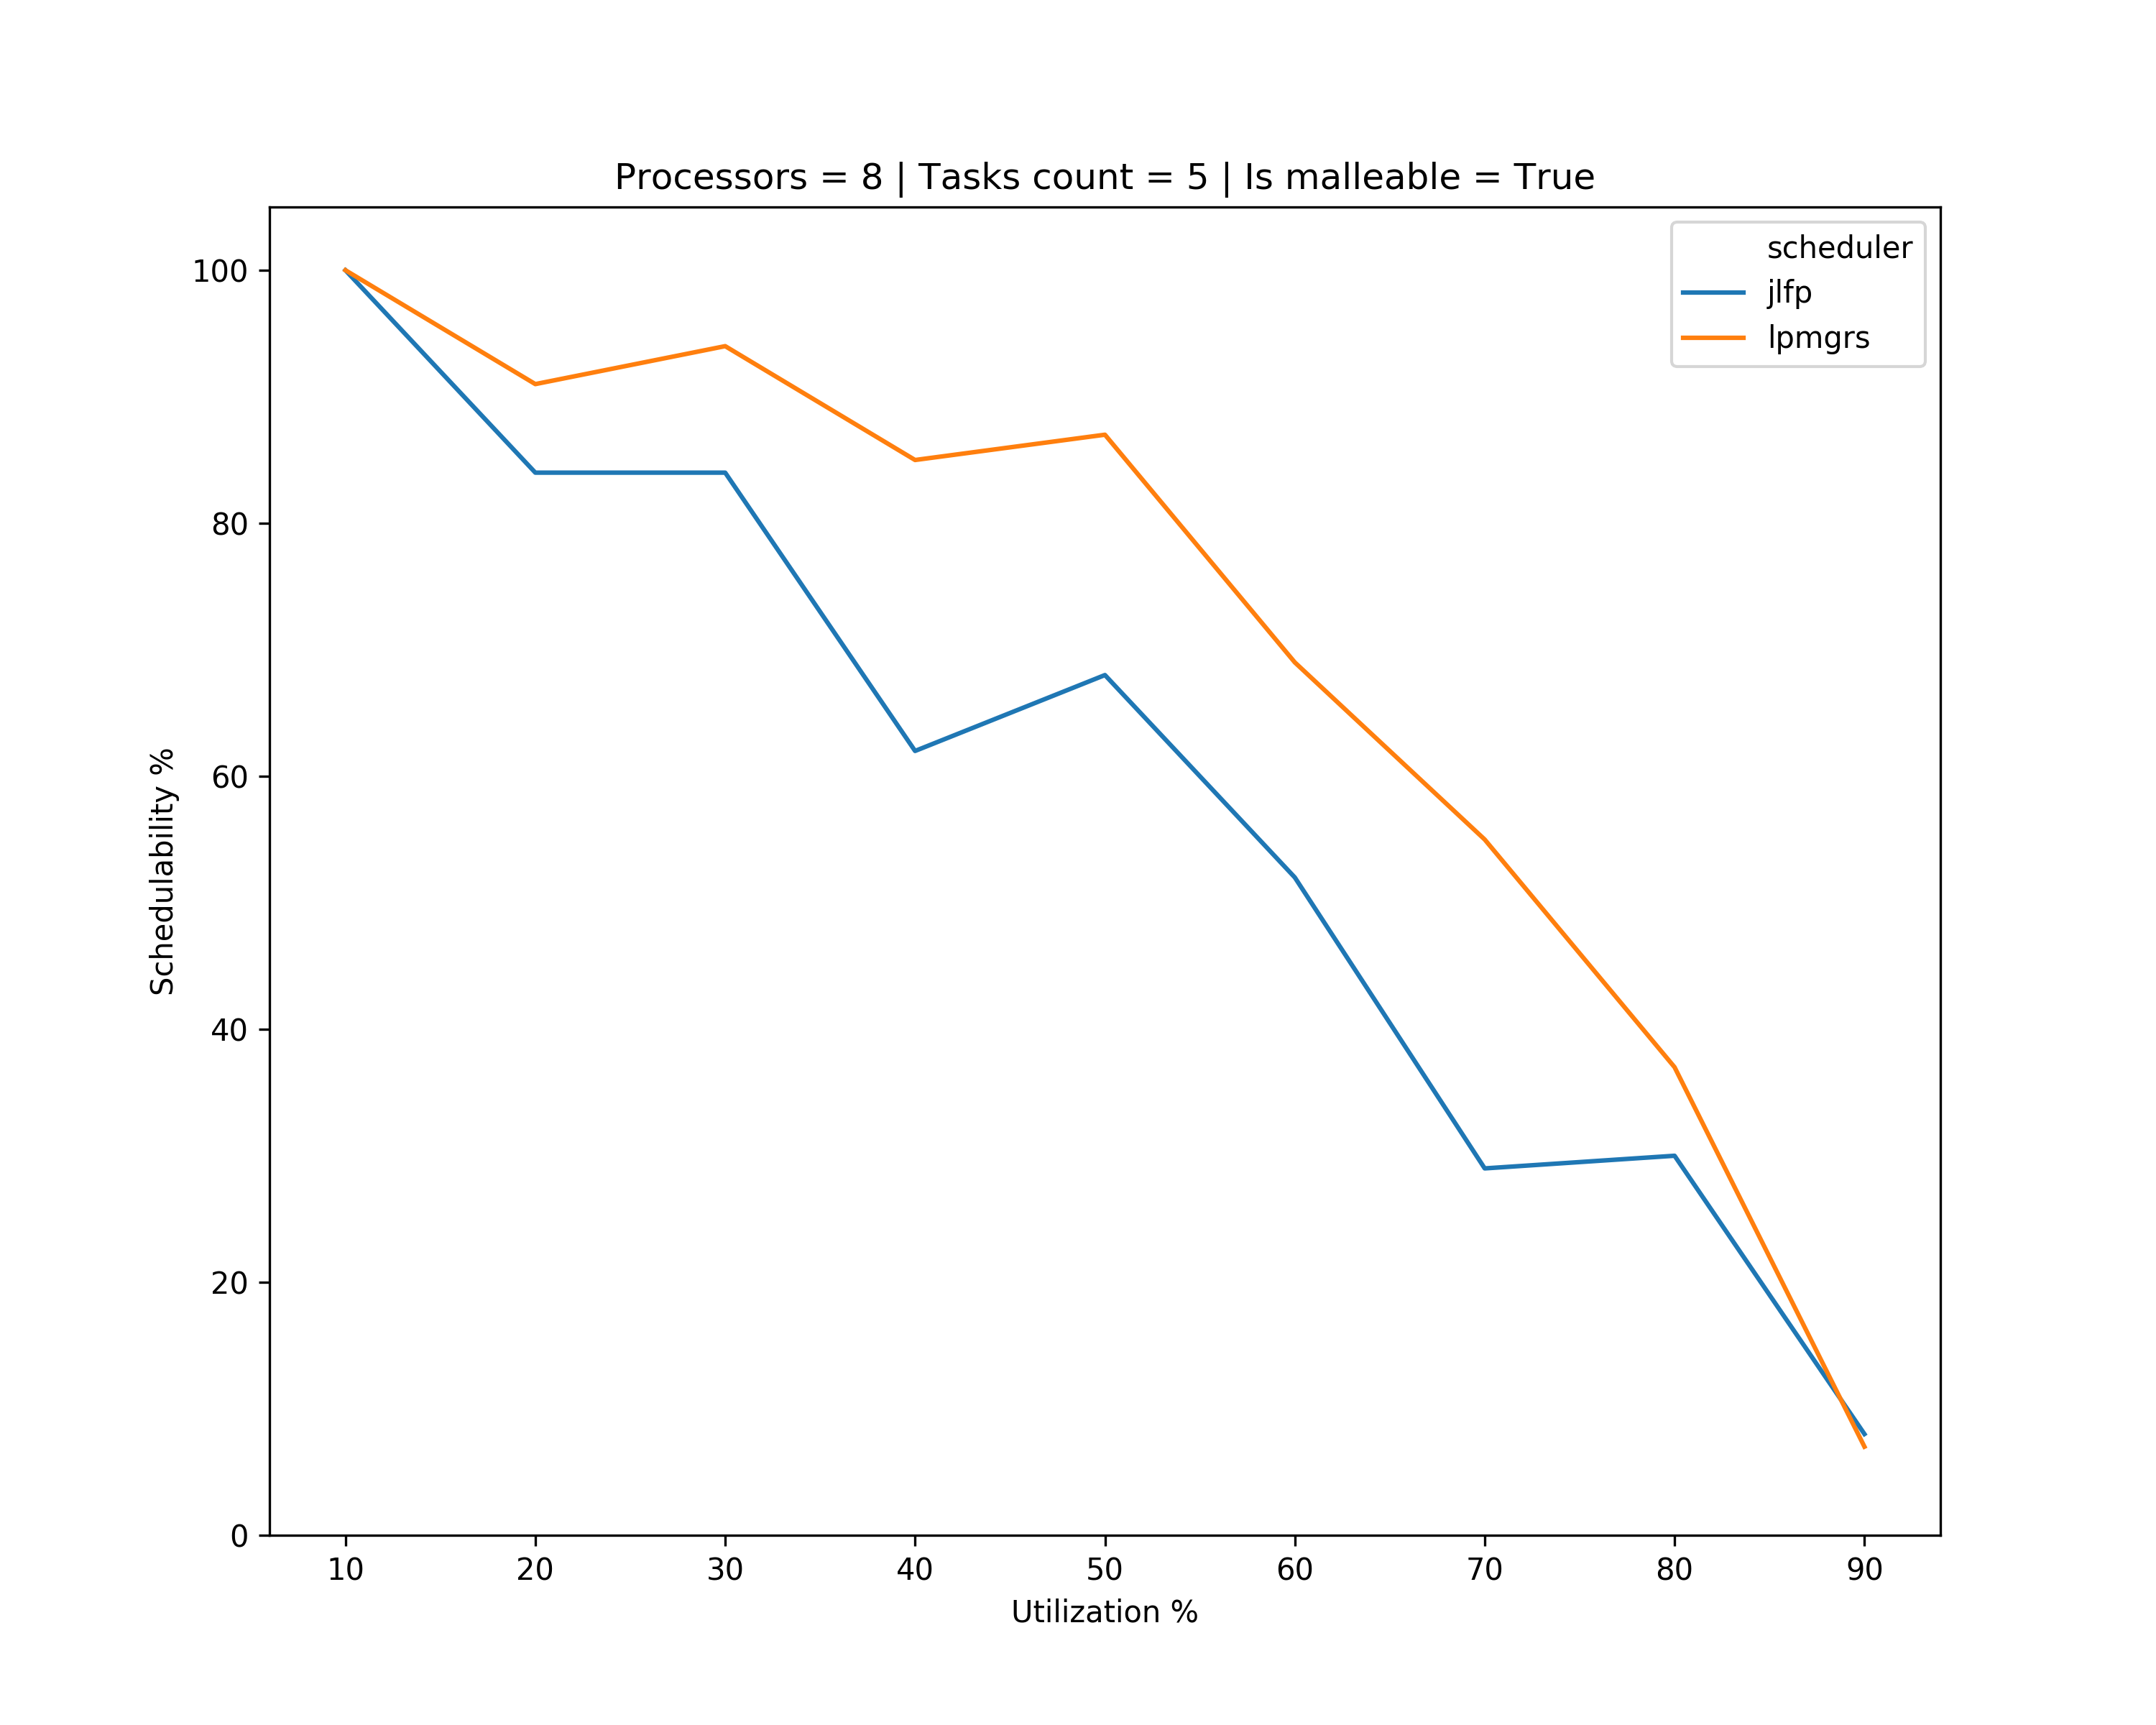 Processors = 8 | Tasks count = 5 | Is malleable = True
scheduler
jlfp
lpmgrs
Schedulability %
100
80
60
40
20
0
10 20 30 40 50 60 70 80 90
Utilization %